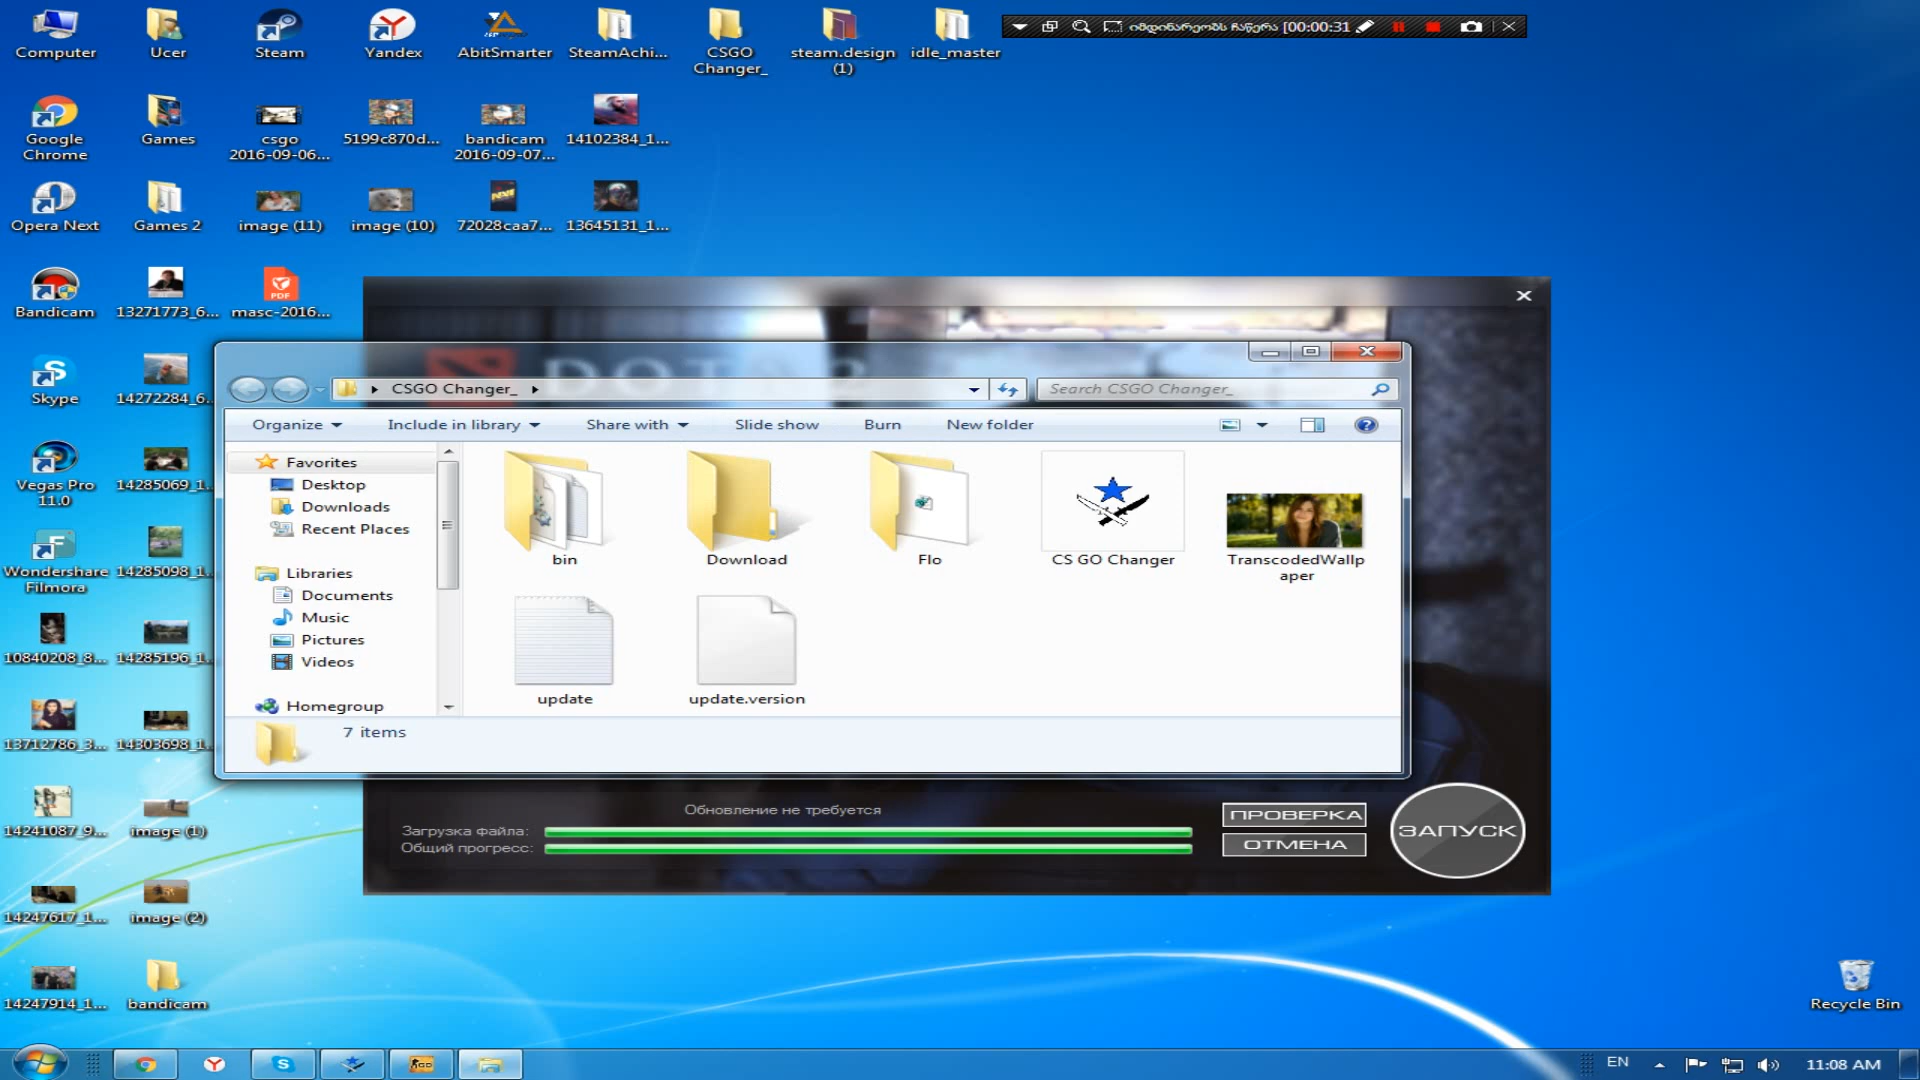 Computer
Ucer
Steam
Yandex
AbitSmarter
SteamAchi...
CSGO
Changer_
steam.design
(1)
idle_master
იმდინარეობს ჩაწერა [00:00:31
Google
Chrome
Games
csgo
2016-09-06...
5199c870d...
bandicam
2016-09-07...
14102384_1...
Opera Next
Games 2
image (11)
image (10)
72028caa7...
13645131_1...
Bandicam
13271773_6...
masc-2016...
PDF
Skype
14272284_6...
Vegas Pro
11.0
14285069_1...
Wondershare
Filmora
14285098_1...
10840208_8...
14285196_1...
13712786_3...
14303698_1...
14241087_9...
image (1)
14247617_1...
image (2)
14247914_1...
bandicam
CSGO Changer_
Search CSGO Changer_
Organize
Include in library
Share with
Slide show
Burn
New folder
Favorites
Desktop
Downloads
Recent Places
Libraries
Documents
Music
Pictures
Videos
Homegroup
bin
Download
Flo
CS GO Changer
TranscodedWallp
aper
update
update.version
7 items
Обновление не требуется
Загрузка файла:
Общий прогресс:
ПРОВЕРКА
ОТМЕНА
ЗАПУСК
Recycle Bin
EN
11:08 AM